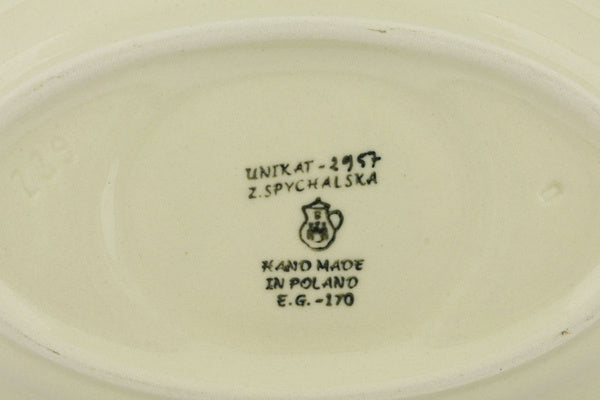 UNIKAT-2957
Z.SPYCHALSKA
HAND MADE
IN POLAND
E.G.-170